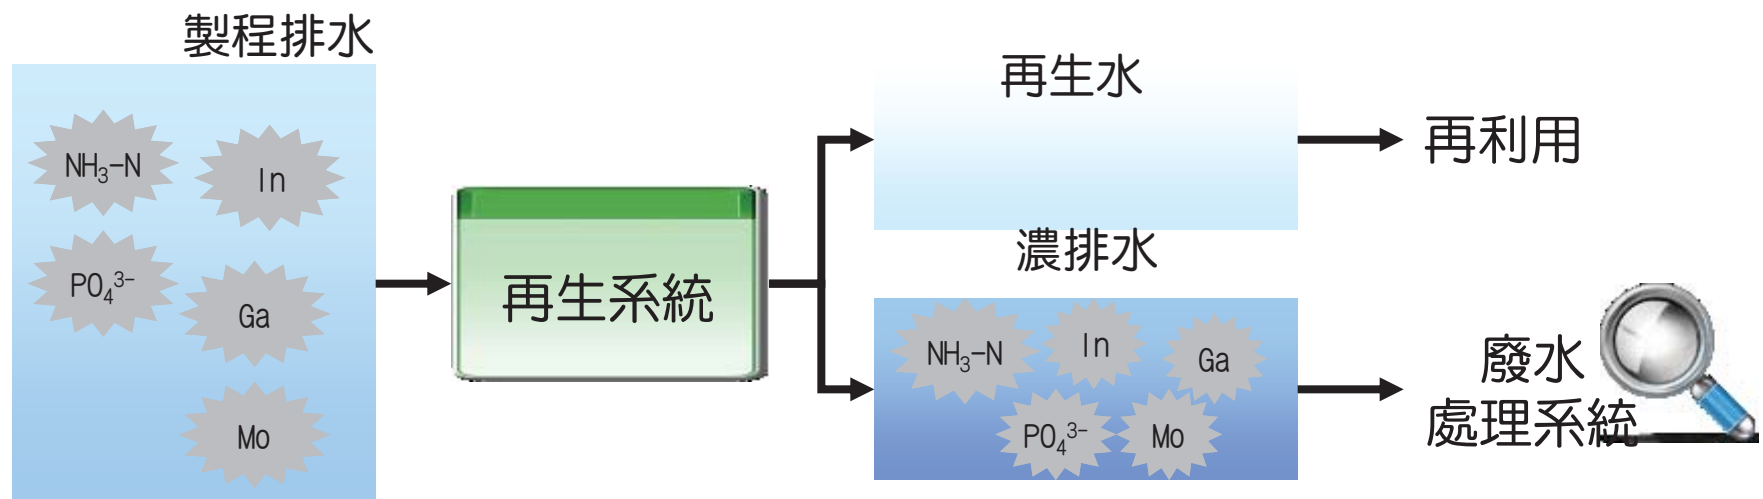 製程排水
NH₃-N
In
PO₄³⁻
Ga
Mo
再生系統
再生水
再利用
濃排水
NH₃-N
In
Ga
PO₄³⁻
Mo
廢水
處理系統